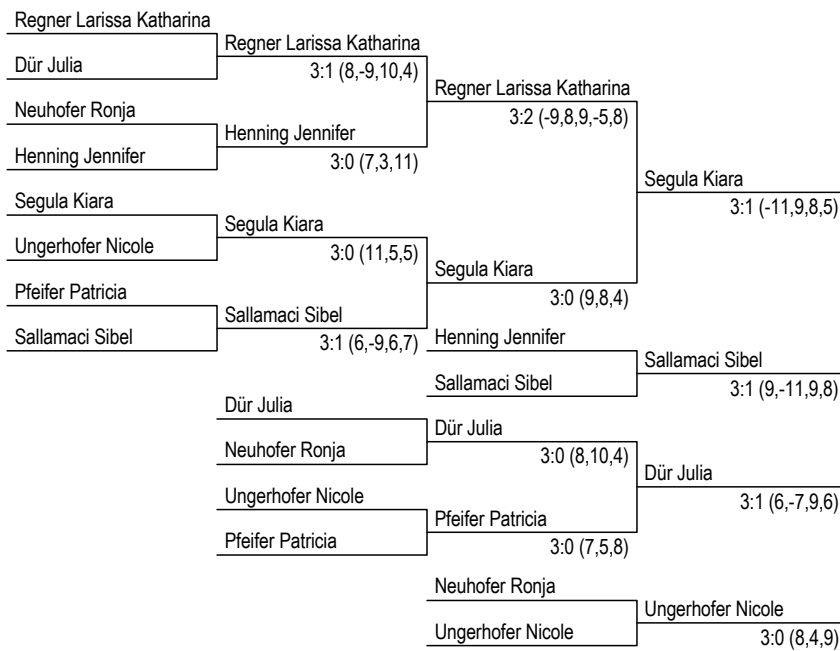 Regner Larissa Katharina
Regner Larissa Katharina
Dür Julia
3:1 (8,-9,10,4)
Regner Larissa Katharina
Neuhofer Ronja
3:2 (-9,8,9,-5,8)
Henning Jennifer
Henning Jennifer
3:0 (7,3,11)
Segula Kiara
Segula Kiara
3:1 (-11,9,8,5)
Segula Kiara
Ungerhofer Nicole
3:0 (11,5,5)
Segula Kiara
Pfeifer Patricia
3:0 (9,8,4)
Sallamaci Sibel
Sallamaci Sibel
3:1 (6,-9,6,7)
Henning Jennifer
Sallamaci Sibel
Sallamaci Sibel
3:1 (9,-11,9,8)
Dür Julia
Dür Julia
Neuhofer Ronja
3:0 (8,10,4)
Dür Julia
Ungerhofer Nicole
3:1 (6,-7,9,6)
Pfeifer Patricia
Pfeifer Patricia
3:0 (7,5,8)
Neuhofer Ronja
Ungerhofer Nicole
Ungerhofer Nicole
3:0 (8,4,9)